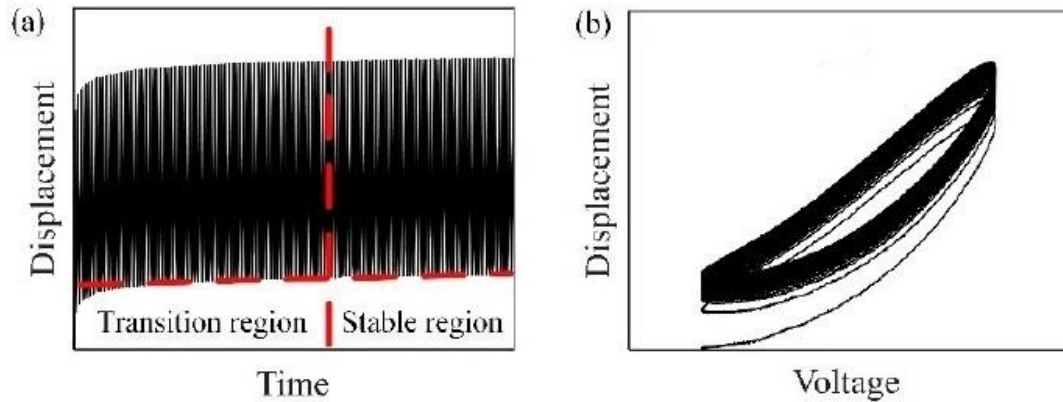 (a)
Displacement
Transition region
Stable region
Time
(b)
Displacement
Voltage